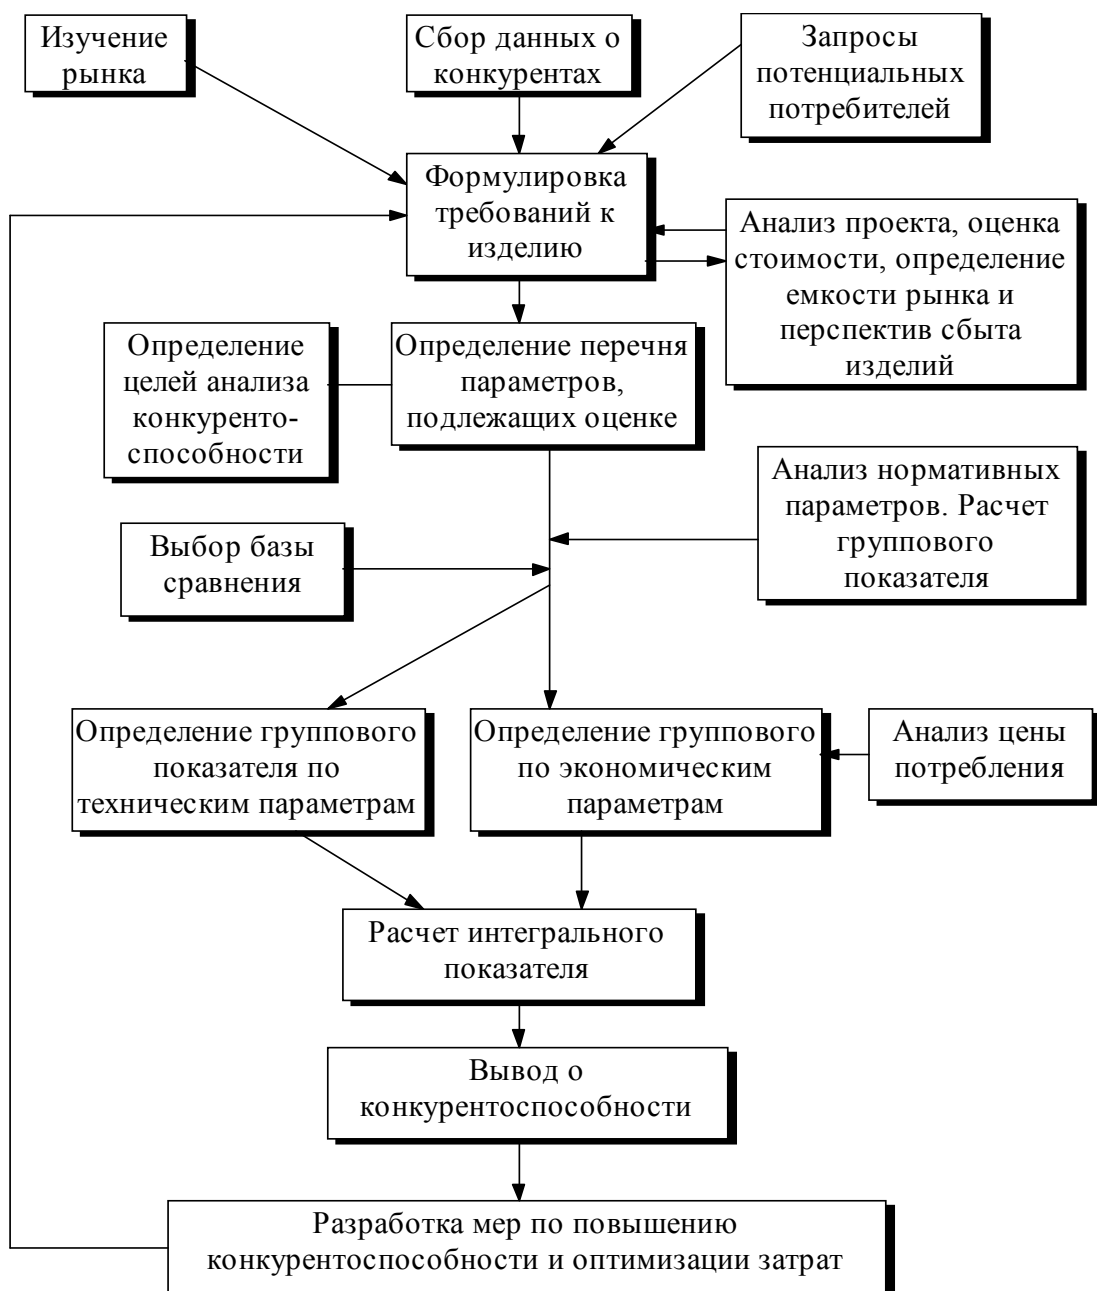 Изучение
рынка
Сбор данных о
конкурентах
Запросы
потенциальных
потребителей
Формулировка
требований к
изделию
Анализ проекта, оценка
стоимости, определение
емкости рынка и
перспектив сбыта
изделий
Определение
целей анализа
конкуренто-
способности
Определение перечня
параметров,
подлежащих оценке
Анализ нормативных
параметров. Расчет
группового
показателя
Выбор базы
сравнения
Определение группового
показателя по
техническим параметрам
Определение группового
по экономическим
параметрам
Анализ цены
потребления
Расчет интегрального
показателя
Вывод о
конкурентоспособности
Разработка мер по повышению
конкурентоспособности и оптимизации затрат